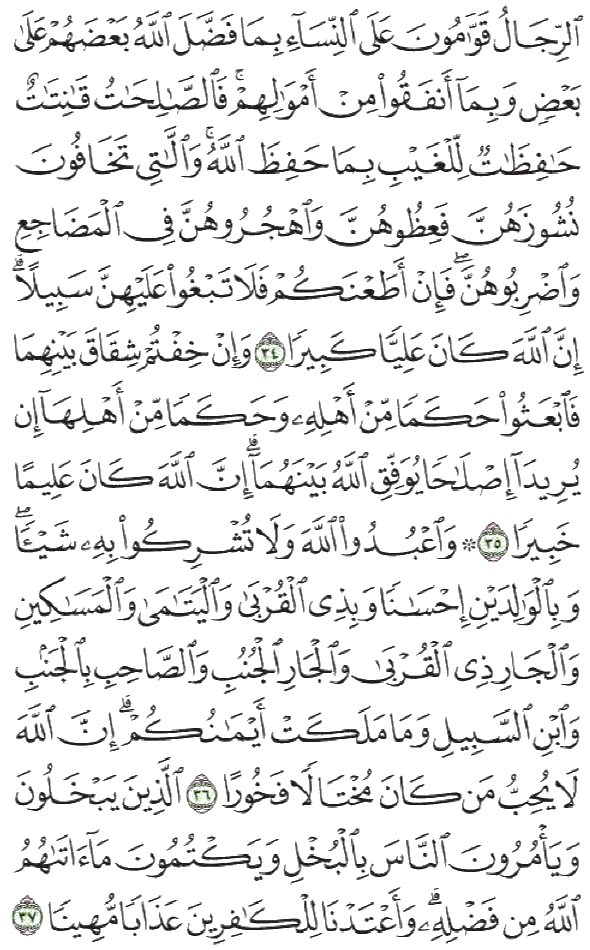 ٱلرِّجَالُ قَوَّٰمُونَ عَلَى ٱلنِّسَآءِ بِمَا فَضَّلَ ٱللَّهُ بَعۡضَهُمۡ عَلَىٰ
بَعۡضٖ وَبِمَآ أَنفَقُواْ مِنۡ أَمۡوَٰلِهِمۡۚ فَٱلصَّٰلِحَٰتُ قَٰنِتَٰتٌ
حَٰفِظَٰتٞ لِّلۡغَيۡبِ بِمَا حَفِظَ ٱللَّهُۚ وَٱلَّٰتِي تَخَافُونَ
نُشُوزَهُنَّ فَعِظُوهُنَّ وَٱهۡجُرُوهُنَّ فِي ٱلۡمَضَاجِعِ
وَٱضۡرِبُوهُنَّۖ فَإِنۡ أَطَعۡنَكُمۡ فَلَا تَبۡغُواْ عَلَيۡهِنَّ سَبِيلًاۗ
إِنَّ ٱللَّهَ كَانَ عَلِيّٗا كَبِيرٗا ٣٤ وَإِنۡ خِفۡتُمۡ شِقَاقَ بَيۡنِهِمَا
فَٱبۡعَثُواْ حَكَمٗا مِّنۡ أَهۡلِهِۦ وَحَكَمٗا مِّنۡ أَهۡلِهَآ إِن
يُرِيدَآ إِصۡلَٰحٗا يُوَفِّقِ ٱللَّهُ بَيۡنَهُمَآۗ إِنَّ ٱللَّهَ كَانَ عَلِيمًا
خَبِيرٗا ٣٥ ۞ وَٱعۡبُدُواْ ٱللَّهَ وَلَا تُشۡرِكُواْ بِهِۦ شَيۡـٔٗاۖ
وَبِٱلۡوَٰلِدَيۡنِ إِحۡسَٰنٗا وَبِذِي ٱلۡقُرۡبَىٰ وَٱلۡيَتَٰمَىٰ وَٱلۡمَسَٰكِينِ
وَٱلۡجَارِ ذِي ٱلۡقُرۡبَىٰ وَٱلۡجَارِ ٱلۡجُنُبِ وَٱلصَّاحِبِ بِٱلۡجَنۢبِ
وَٱبۡنِ ٱلسَّبِيلِ وَمَا مَلَكَتۡ أَيۡمَٰنُكُمۡۗ إِنَّ ٱللَّهَ
لَا يُحِبُّ مَن كَانَ مُخۡتَالٗا فَخُورًا ٣٦ ٱلَّذِينَ يَبۡخَلُونَ
وَيَأۡمُرُونَ ٱلنَّاسَ بِٱلۡبُخۡلِ وَيَكۡتُمُونَ مَآ ءَاتَىٰهُمُ
ٱللَّهُ مِن فَضۡلِهِۦۗ وَأَعۡتَدۡنَا لِلۡكَٰفِرِينَ عَذَابٗا مُّهِينٗا ٣٧